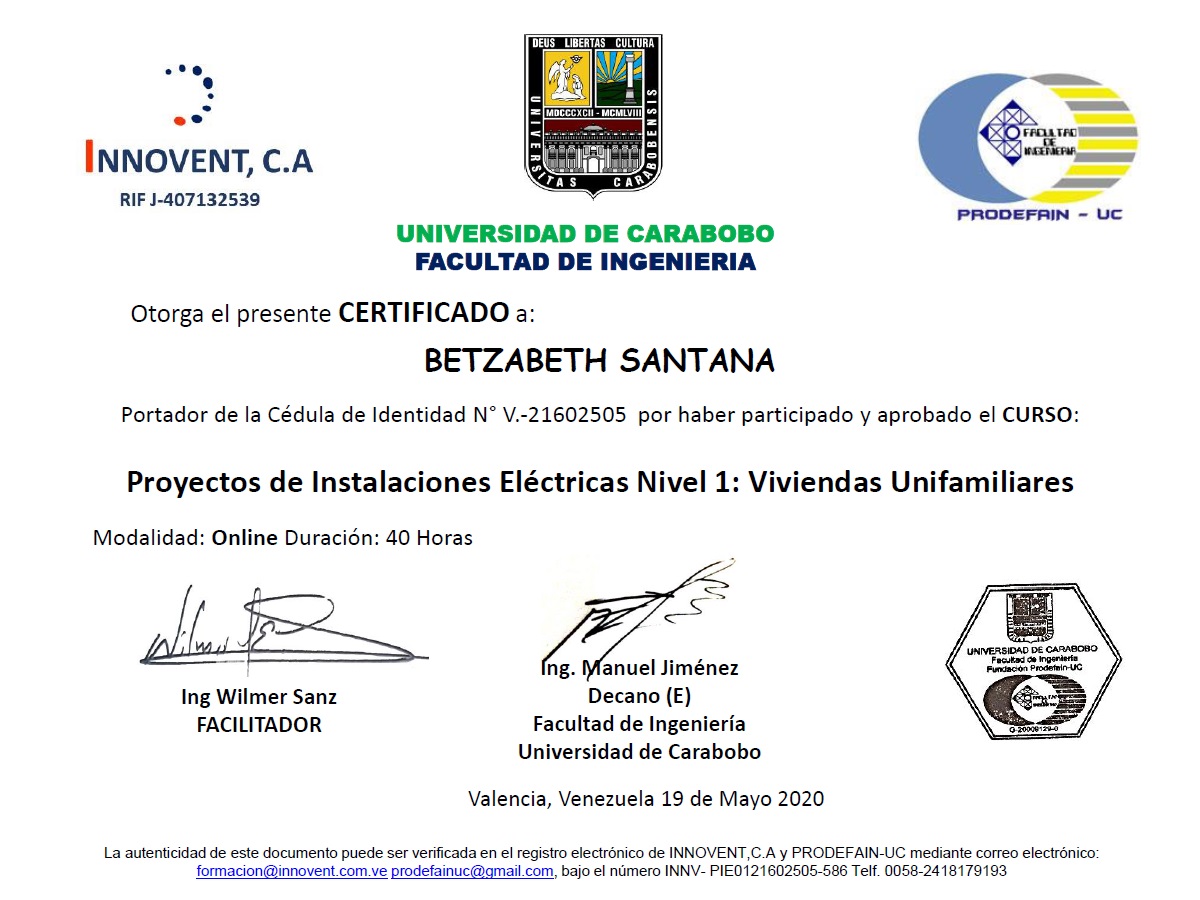 DEUS LIBERTAS CULTURA
MDCCCXCII - MCMLVIII
UNIVERSITAS CARABOBENSIS
INNOVENT, C.A
RIF J-407132539
FACULTAD
DE
INGENIERIA
PRODEFAIN - UC
UNIVERSIDAD DE CARABOBO
FACULTAD DE INGENIERIA
Otorga el presente CERTIFICADO a:
BETZABETH SANTANA
Portador de la Cédula de Identidad N° V.-21602505 por haber participado y aprobado el CURSO:
Proyectos de Instalaciones Eléctricas Nivel 1: Viviendas Unifamiliares
Modalidad: Online Duración: 40 Horas
Ing Wilmer Sanz
FACILITADOR
Ing. Manuel Jiménez
Decano (E)
Facultad de Ingeniería
Universidad de Carabobo
UNIVERSIDAD DE CARABOBO
Facultad de Ingeniería
Fundación Prodefain-UC
Valencia, Venezuela 19 de Mayo 2020
La autenticidad de este documento puede ser verificada en el registro electrónico de INNOVENT,C.A y PRODEFAIN-UC mediante correo electrónico:
formacion@innovent.com.ve prodefainuc@gmail.com, bajo el número INNV- PIE0121602505-586 Telf. 0058-2418179193